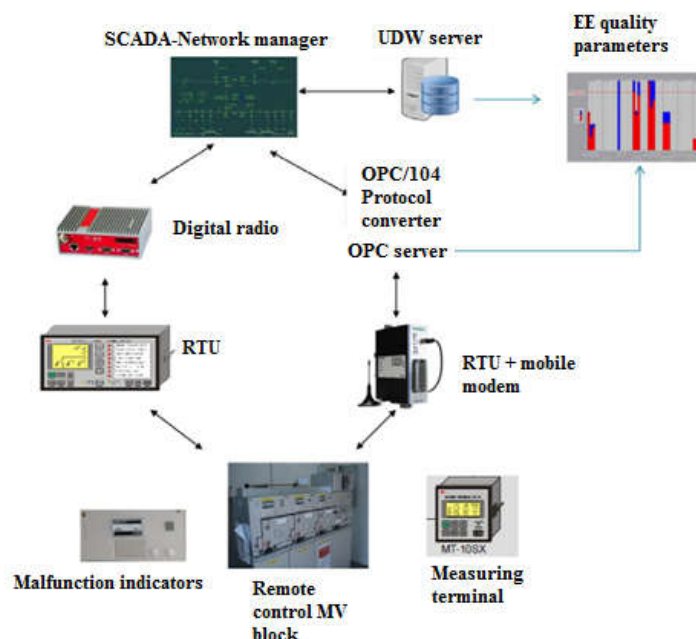 SCADA-Network manager
UDW server
EE quality
parameters
OPC/104
Protocol
converter
Digital radio
OPC server
RTU
RTU + mobile
modem
MT-10SX
Malfunction indicators
Remote
control MV
block
Measuring
terminal